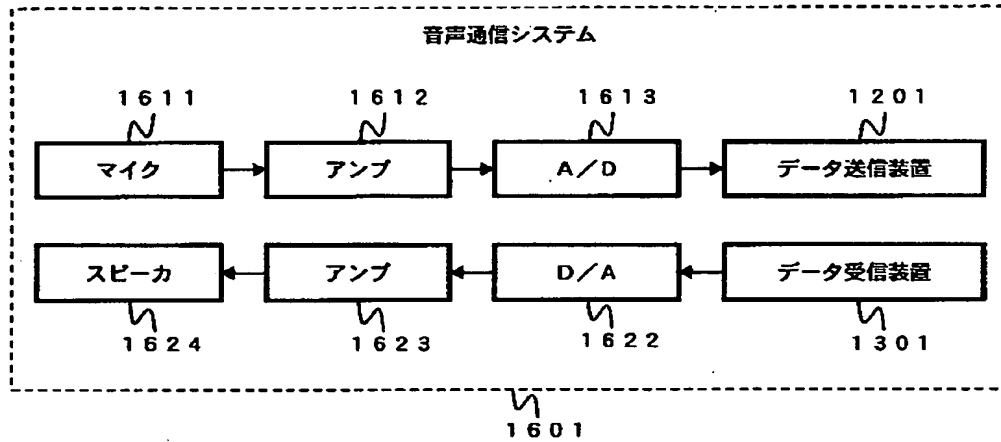 音声通信システム
1611 1612 1613 1201
マイク アンプ A/D データ送信装置
スピーカ アンプ D/A データ受信装置
1624 1623 1622 1301
1601